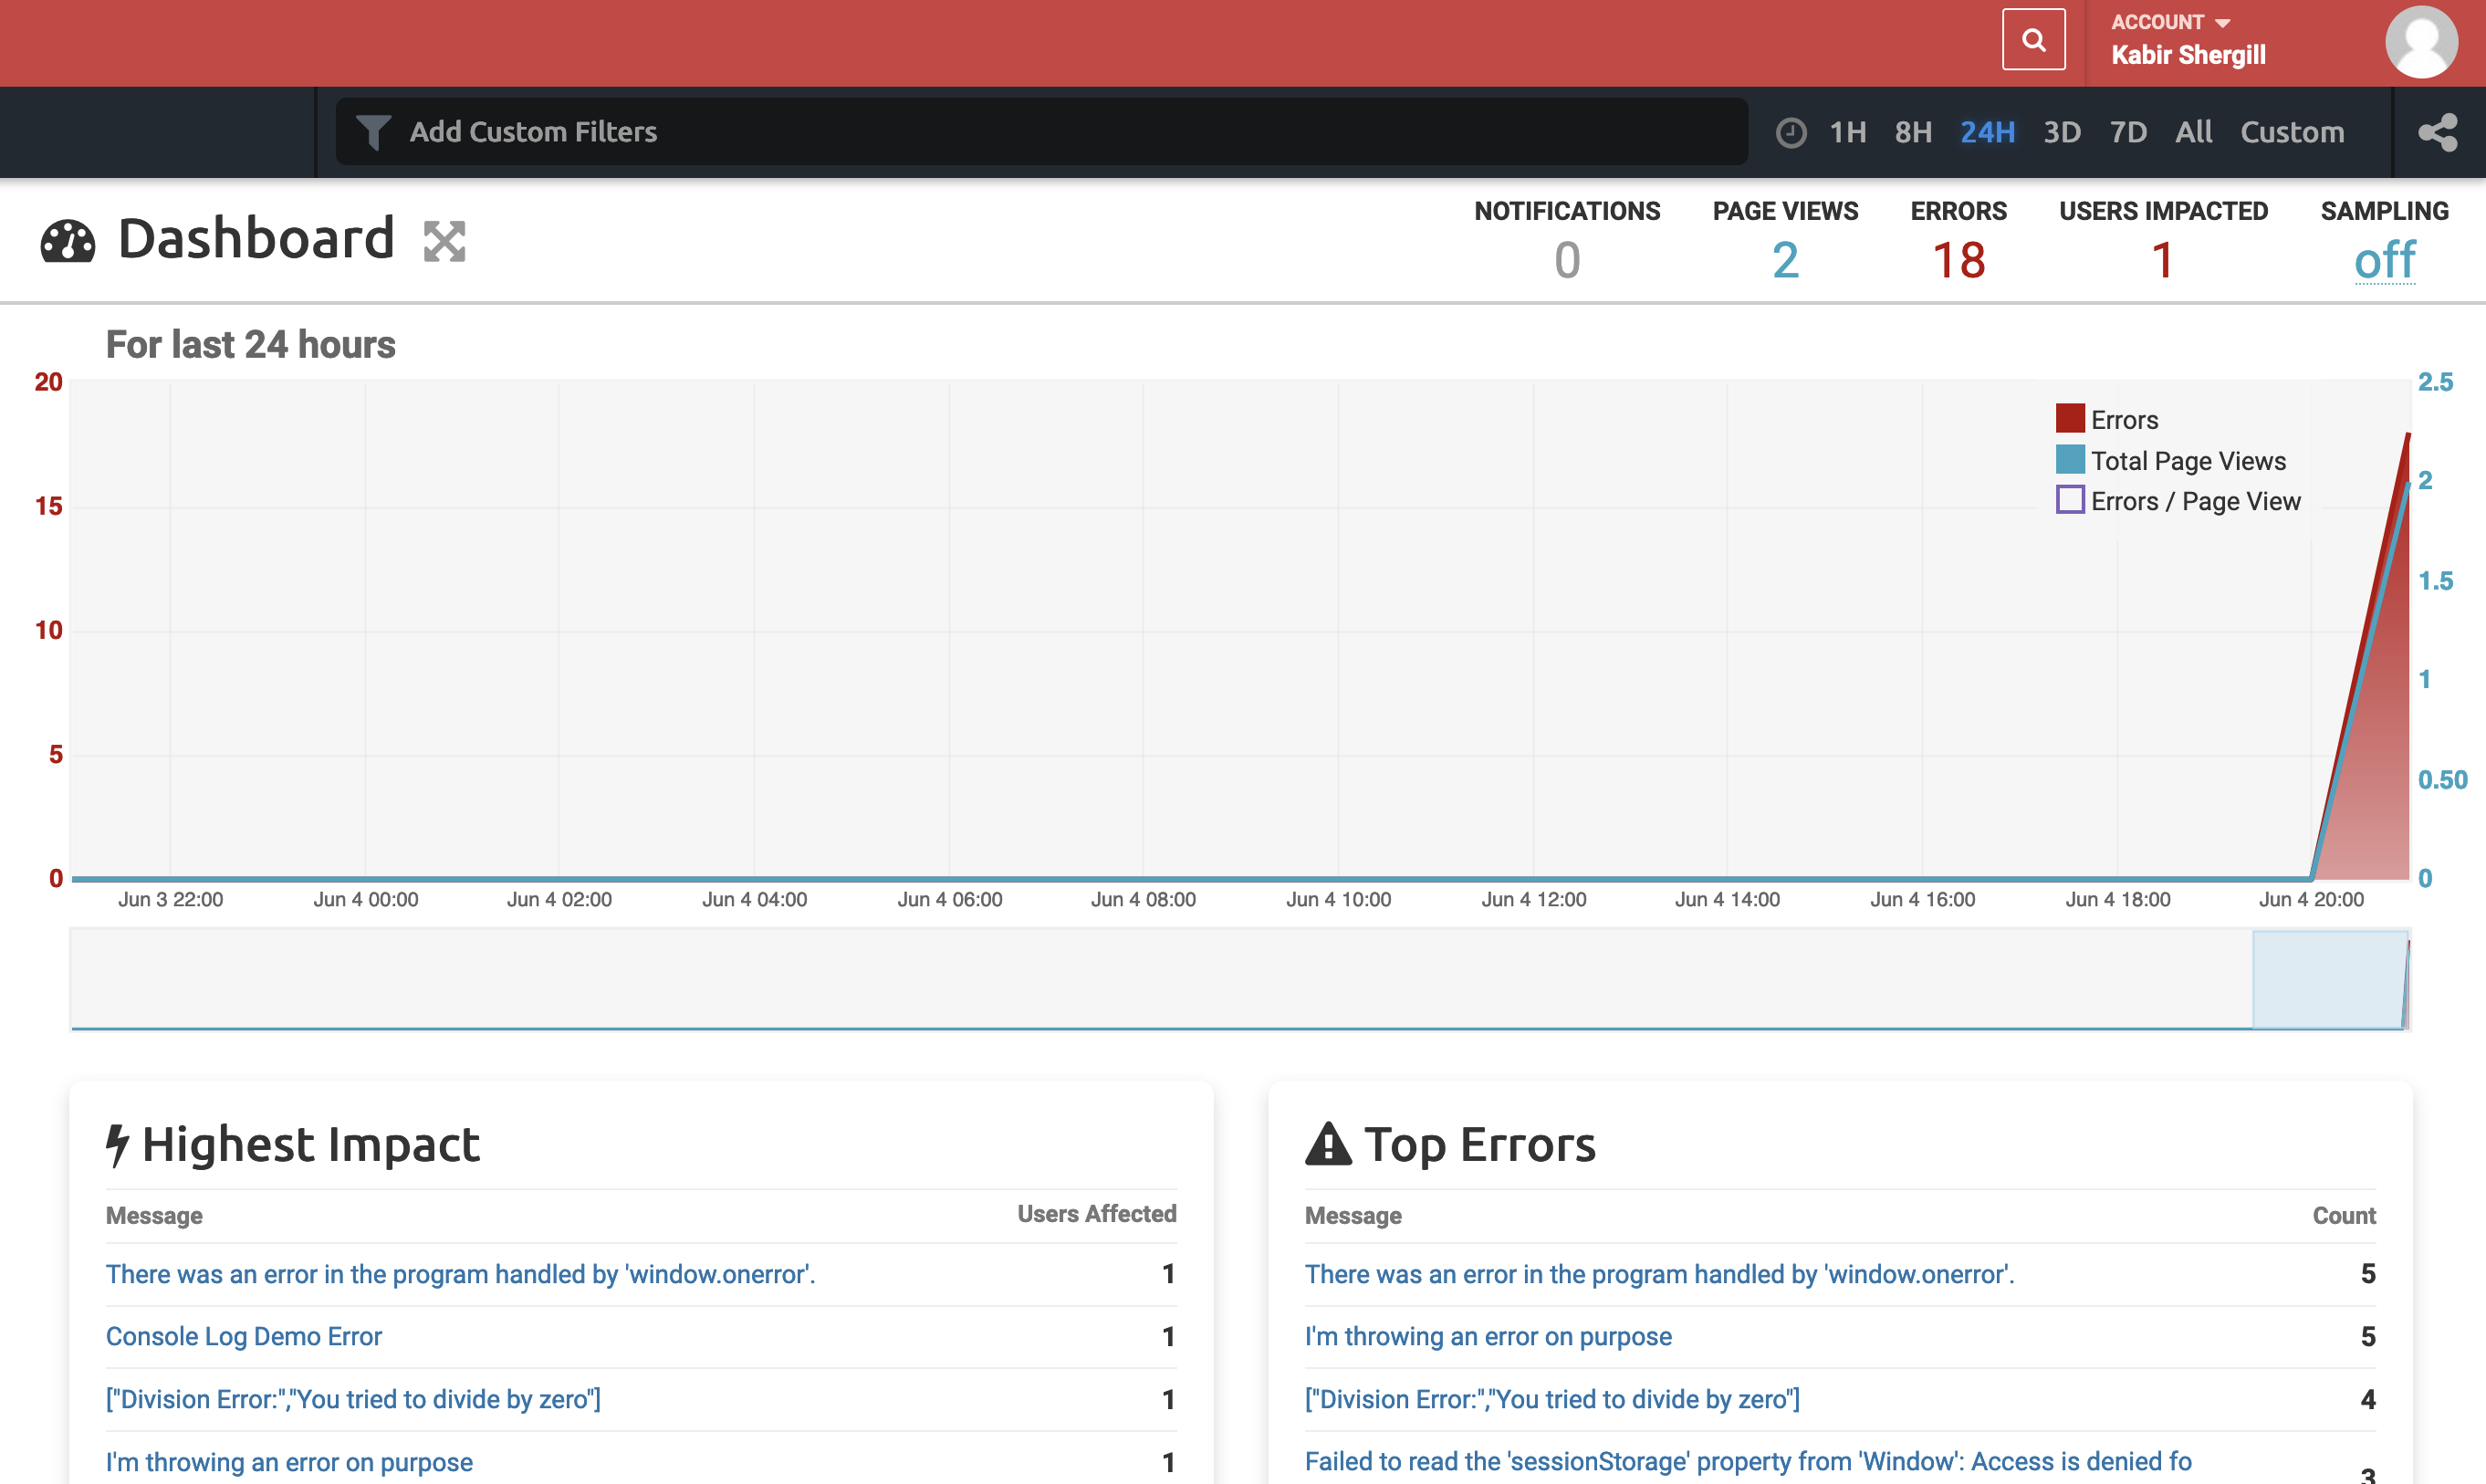 ACCOUNT
Kabir Shergill
Add Custom Filters
1H 8H 24H 3D 7D All Custom
Dashboard
NOTIFICATIONS PAGE VIEWS ERRORS USERS IMPACTED SAMPLING
0 2 18 1 off
For last 24 hours
20
15
10
5
0
2.5
2
1.5
1
0.50
0
Errors
Total Page Views
Errors / Page View
Jun 3 22:00 Jun 4 00:00 Jun 4 02:00 Jun 4 04:00 Jun 4 06:00 Jun 4 08:00 Jun 4 10:00 Jun 4 12:00 Jun 4 14:00 Jun 4 16:00 Jun 4 18:00 Jun 4 20:00
Highest Impact
Message Users Affected
There was an error in the program handled by 'window.onerror'. 1
Console Log Demo Error 1
["Division Error:","You tried to divide by zero"] 1
I'm throwing an error on purpose 1
Top Errors
Message Count
There was an error in the program handled by 'window.onerror'. 5
I'm throwing an error on purpose 5
["Division Error:","You tried to divide by zero"] 4
Failed to read the 'sessionStorage' property from 'Window': Access is denied fo 3